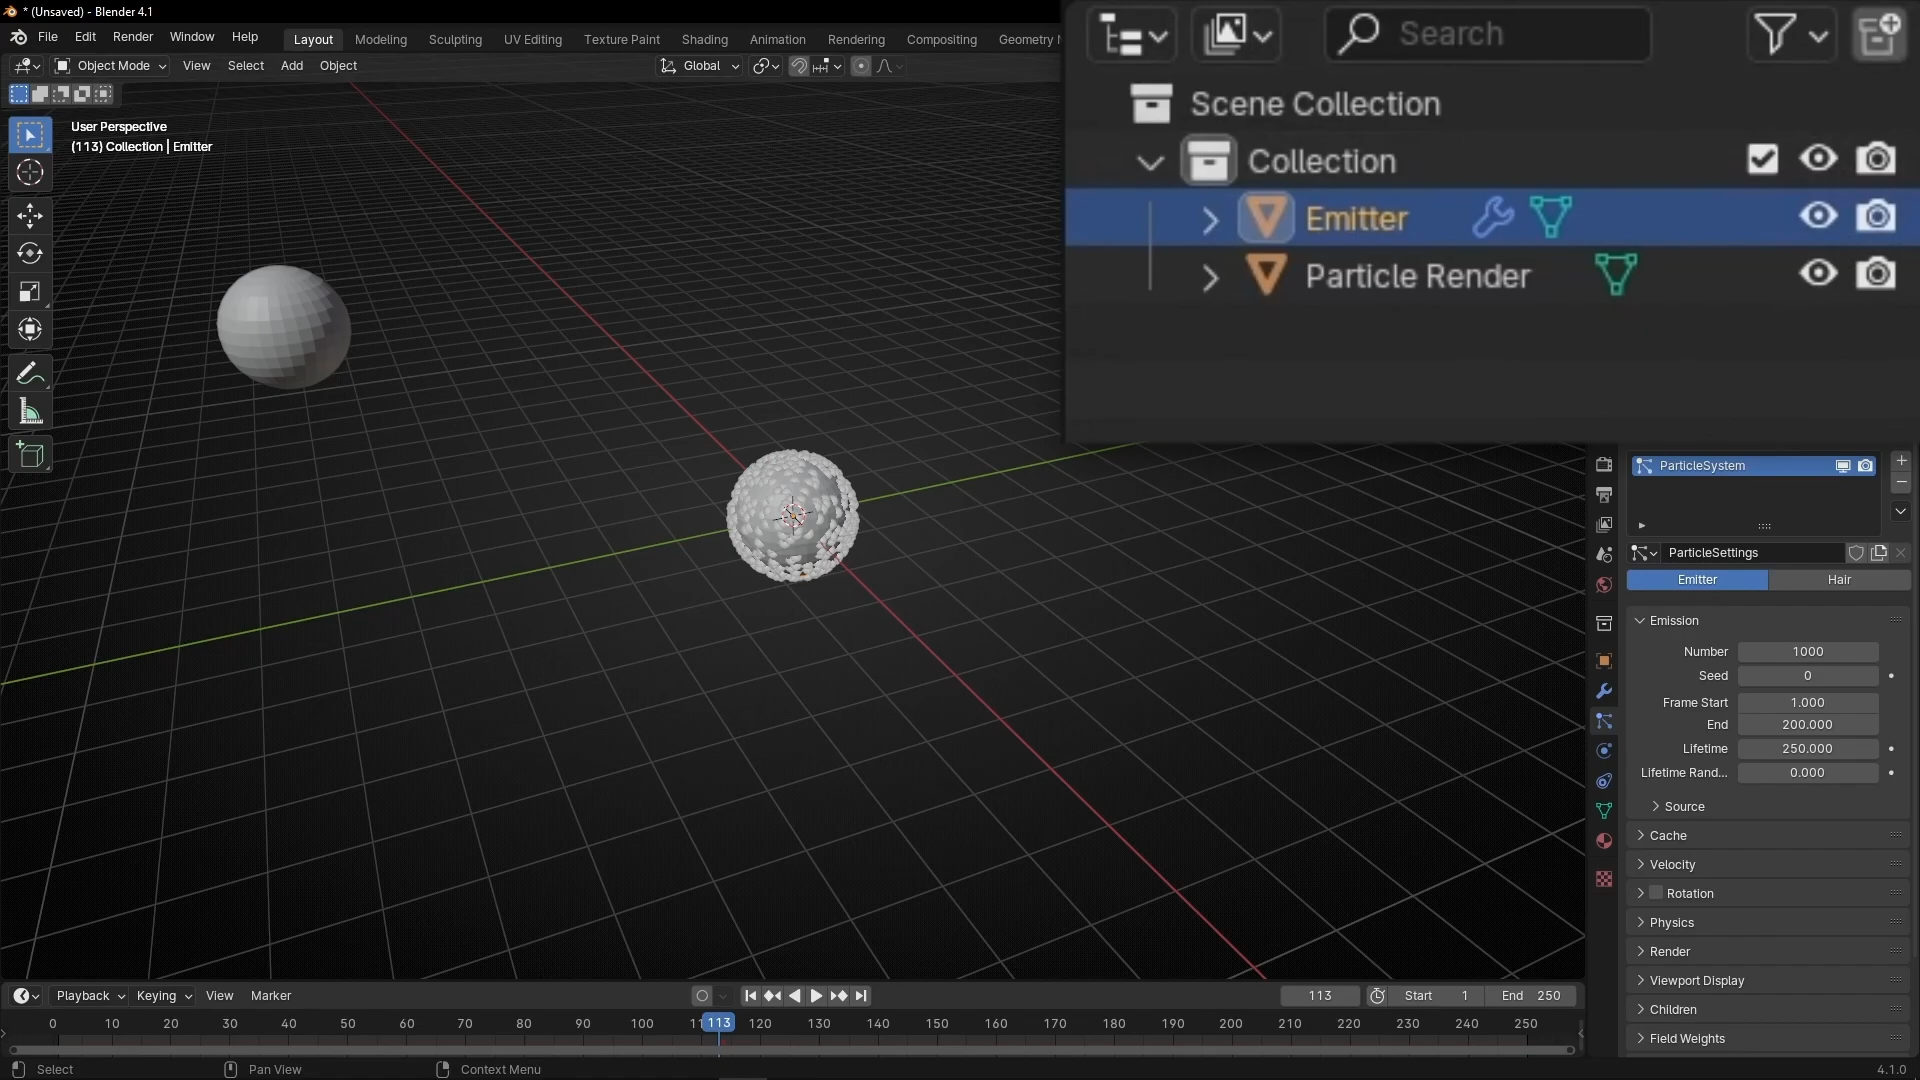 * (Unsaved) - Blender 4.1
File Edit Render Window Help
Layout Modeling Sculpting UV Editing Texture Paint Shading Animation Rendering Compositing Geometry
Object Mode View Select Add Object Global
User Perspective
(113) Collection | Emitter
Search
Scene Collection
Collection
Emitter
Particle Render
ParticleSystem
ParticleSettings
Emitter Hair
Emission
Number 1000
Seed 0
Frame Start 1.000
End 200.000
Lifetime 250.000
Lifetime Rand... 0.000
Source
Cache
Velocity
Rotation
Physics
Render
Viewport Display
Children
Field Weights
Playback Keying View Marker 113 Start 1 End 250
0 10 20 30 40 50 60 70 80 90 100 11 113 120 130 140 150 160 170 180 190 200 210 220 230 240 250
Select Pan View Context Menu 4.1.0